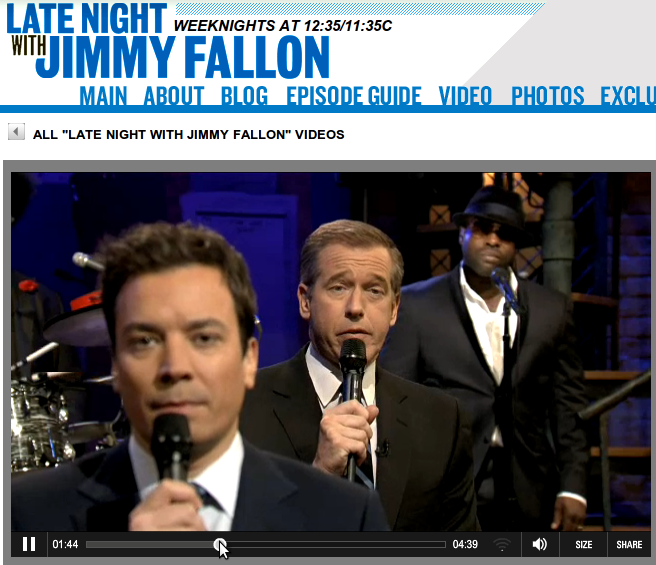 LATE NIGHT
WEEKNIGHTS AT 12:35/11:35C
WITH
JIMMY FALLON
MAIN ABOUT BLOG EPISODE GUIDE VIDEO PHOTOS EXCLU
ALL "LATE NIGHT WITH JIMMY FALLON" VIDEOS
01:44 04:39 SIZE SHARE